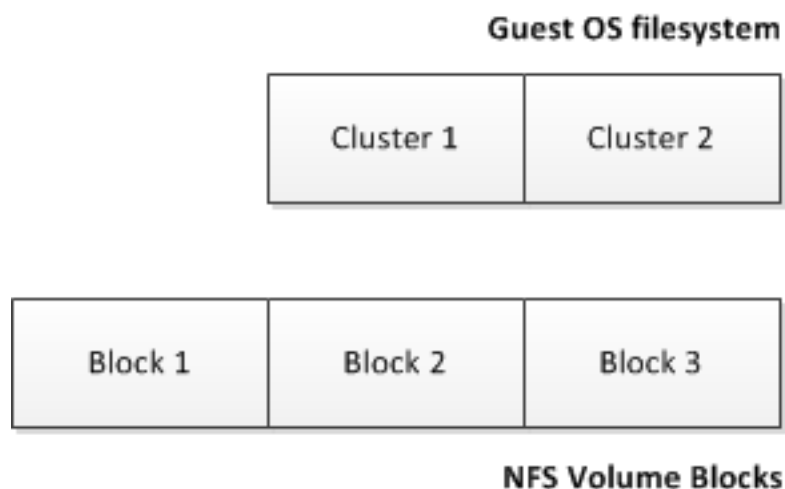 Guest OS filesystem
Cluster 1 Cluster 2
Block 1 Block 2 Block 3
NFS Volume Blocks